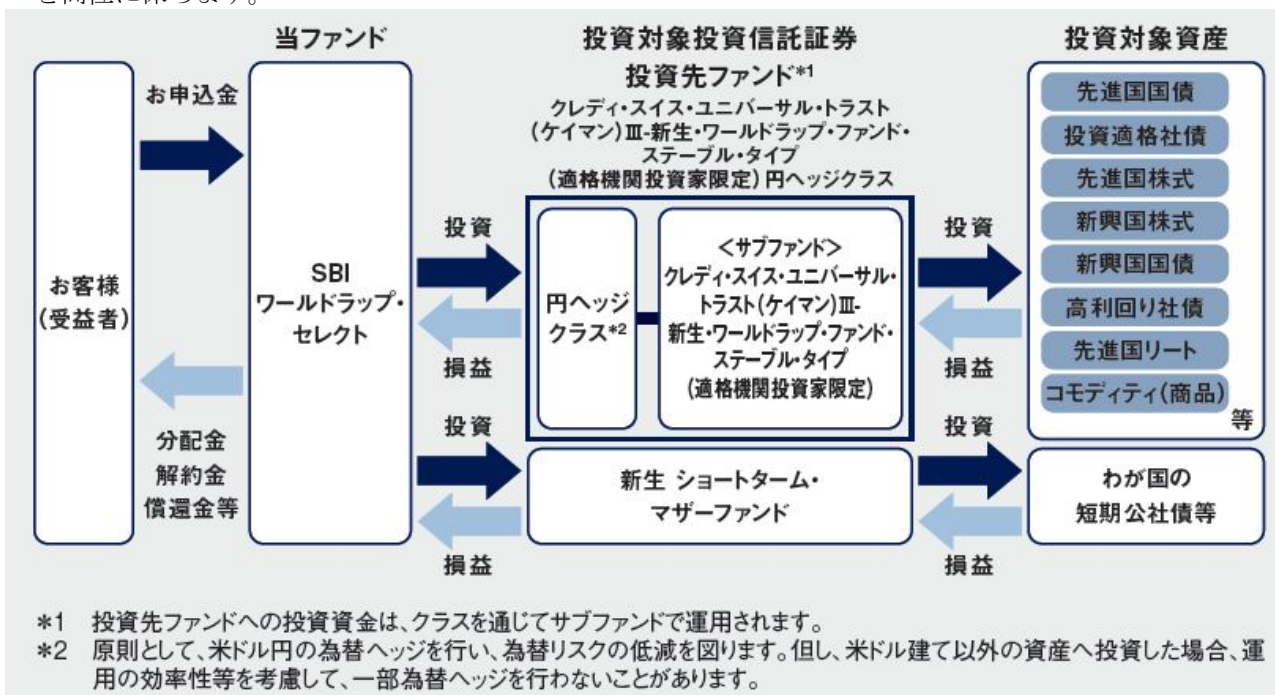 当ファンド
投資対象投資信託証券
投資対象資産
投資先ファンド*1
クレディ・スイス・ユニバーサル・トラスト
(ケイマン)Ⅲ-新生・ワールドラップ・ファンド・
ステーブル・タイプ
(適格機関投資家限定)円ヘッジクラス
お客様
(受益者)
お申込金
分配金
解約金
償還金等
SBI
ワールドラップ・
セレクト
投資
損益
投資
損益
円ヘッジ
クラス*2
<サブファンド>
クレディ・スイス・ユニバーサル・
トラスト(ケイマン)Ⅲ-
新生・ワールドラップ・ファンド・
ステーブル・タイプ
(適格機関投資家限定)
新生 ショートターム・
マザーファンド
投資
損益
投資
損益
先進国国債
投資適格社債
先進国株式
新興国株式
新興国国債
高利回り社債
先進国リート
コモディティ(商品)
等
わが国の
短期公社債等
*1 投資先ファンドへの投資資金は、クラスを通じてサブファンドで運用されます。
*2 原則として、米ドル円の為替ヘッジを行い、為替リスクの低減を図ります。但し、米ドル建て以外の資産へ投資した場合、運
用の効率性等を考慮して、一部為替ヘッジを行わないことがあります。